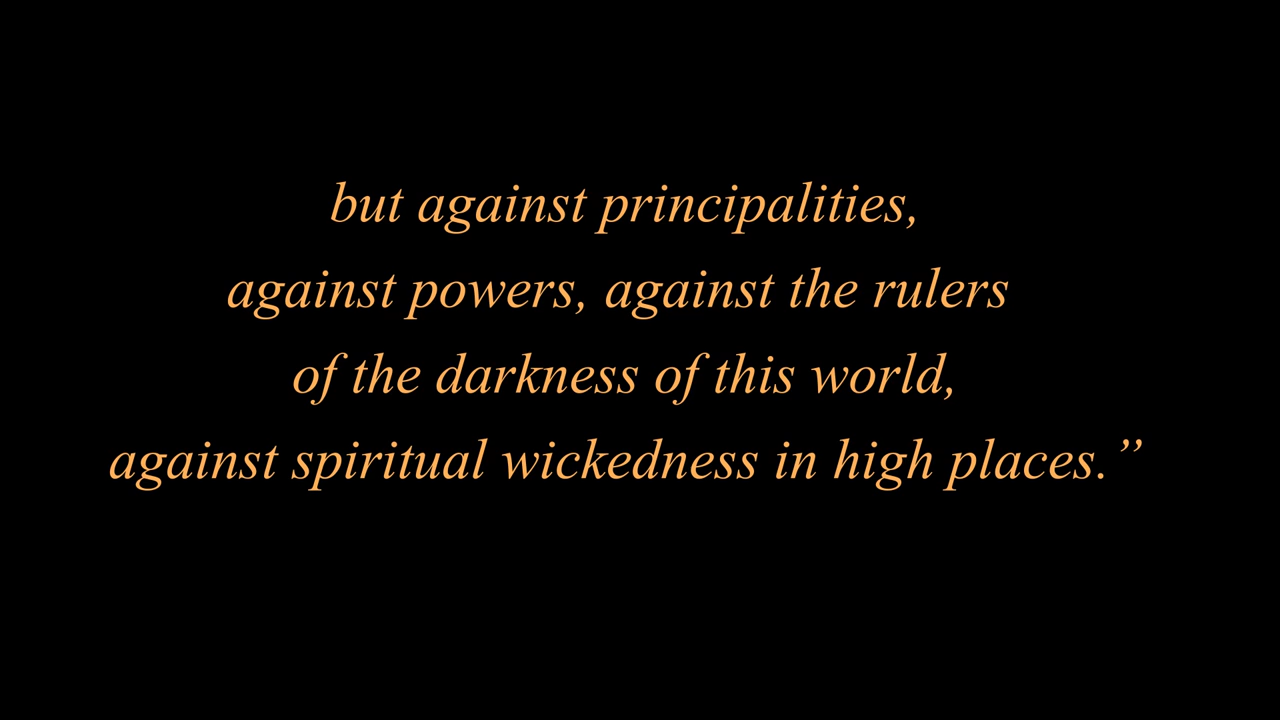 but against principalities,
against powers, against the rulers
of the darkness of this world,
against spiritual wickedness in high places.”